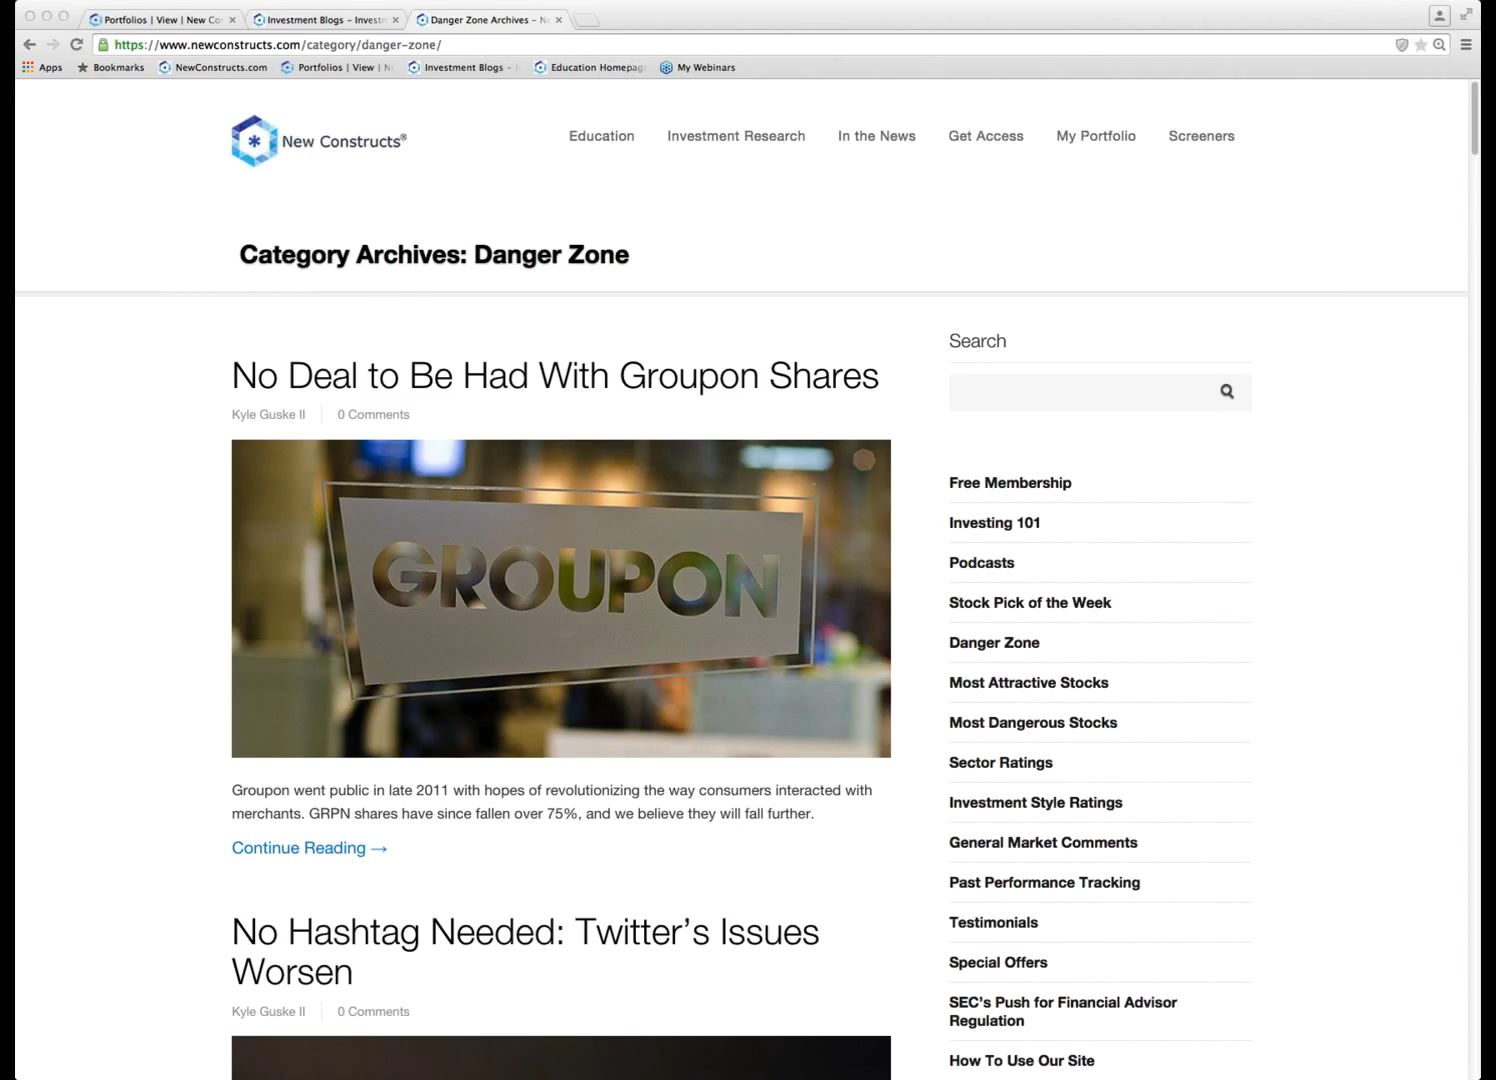 Portfolios | View | New Co
Investment Blogs – Invest
Danger Zone Archives – N
https://www.newconstructs.com/category/danger-zone/
Apps
Bookmarks
NewConstructs.com
Portfolios | View | N
Investment Blogs –
Education Homepag
My Webinars
New Constructs®
Education
Investment Research
In the News
Get Access
My Portfolio
Screeners
Category Archives: Danger Zone
No Deal to Be Had With Groupon Shares
Kyle Guske II
0 Comments
GROUPON
Groupon went public in late 2011 with hopes of revolutionizing the way consumers interacted with
merchants. GRPN shares have since fallen over 75%, and we believe they will fall further.
Continue Reading →
No Hashtag Needed: Twitter’s Issues
Worsen
Kyle Guske II
0 Comments
Search
Free Membership
Investing 101
Podcasts
Stock Pick of the Week
Danger Zone
Most Attractive Stocks
Most Dangerous Stocks
Sector Ratings
Investment Style Ratings
General Market Comments
Past Performance Tracking
Testimonials
Special Offers
SEC’s Push for Financial Advisor
Regulation
How To Use Our Site